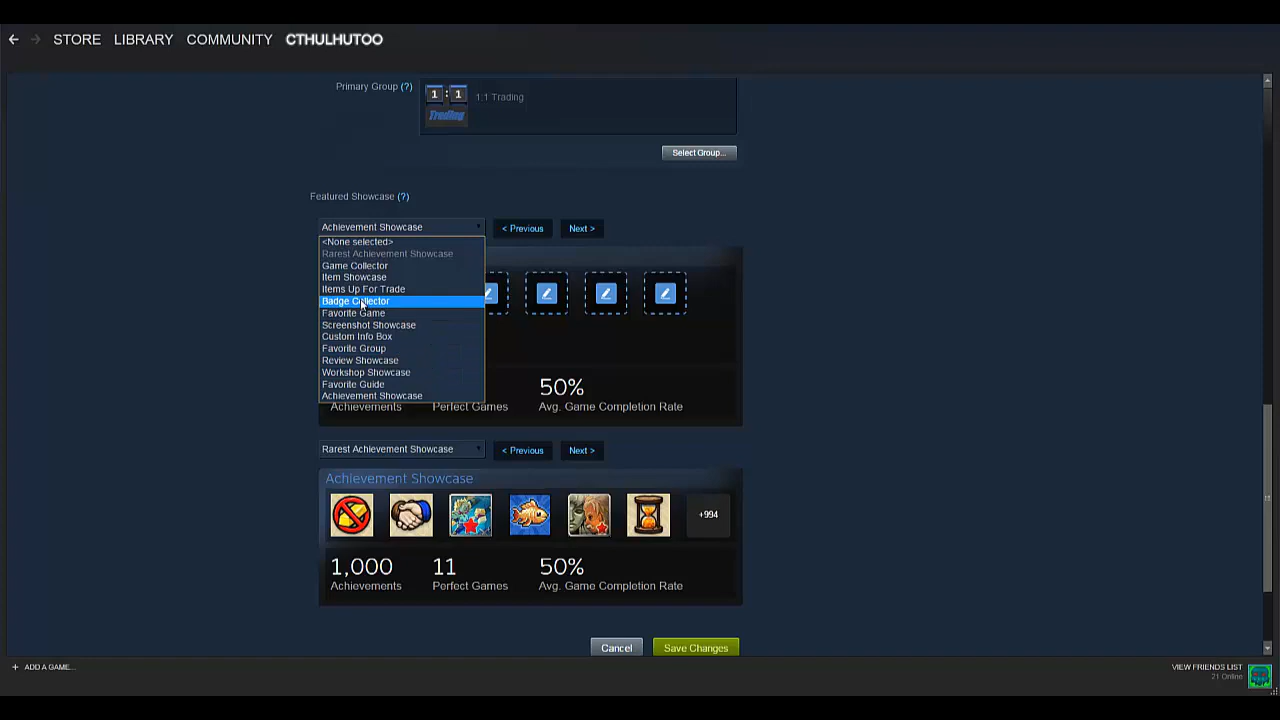 STORE LIBRARY COMMUNITY CTHULHUTOO
Primary Group (?)
1 : 1
1:1 Trading
Trading
Select Group...
Featured Showcase (?)
Achievement Showcase
< Previous
Next >
<None selected>
Rarest Achievement Showcase
Game Collector
Item Showcase
Items Up For Trade
Badge Collector
Favorite Game
Screenshot Showcase
Custom Info Box
Favorite Group
Review Showcase
Workshop Showcase
Favorite Guide
Achievement Showcase
50%
Achievements Perfect Games Avg. Game Completion Rate
Rarest Achievement Showcase
< Previous
Next >
Achievement Showcase
+994
1,000 11 50%
Achievements Perfect Games Avg. Game Completion Rate
Cancel Save Changes
+ ADD A GAME...
VIEW FRIENDS LIST
21 Online